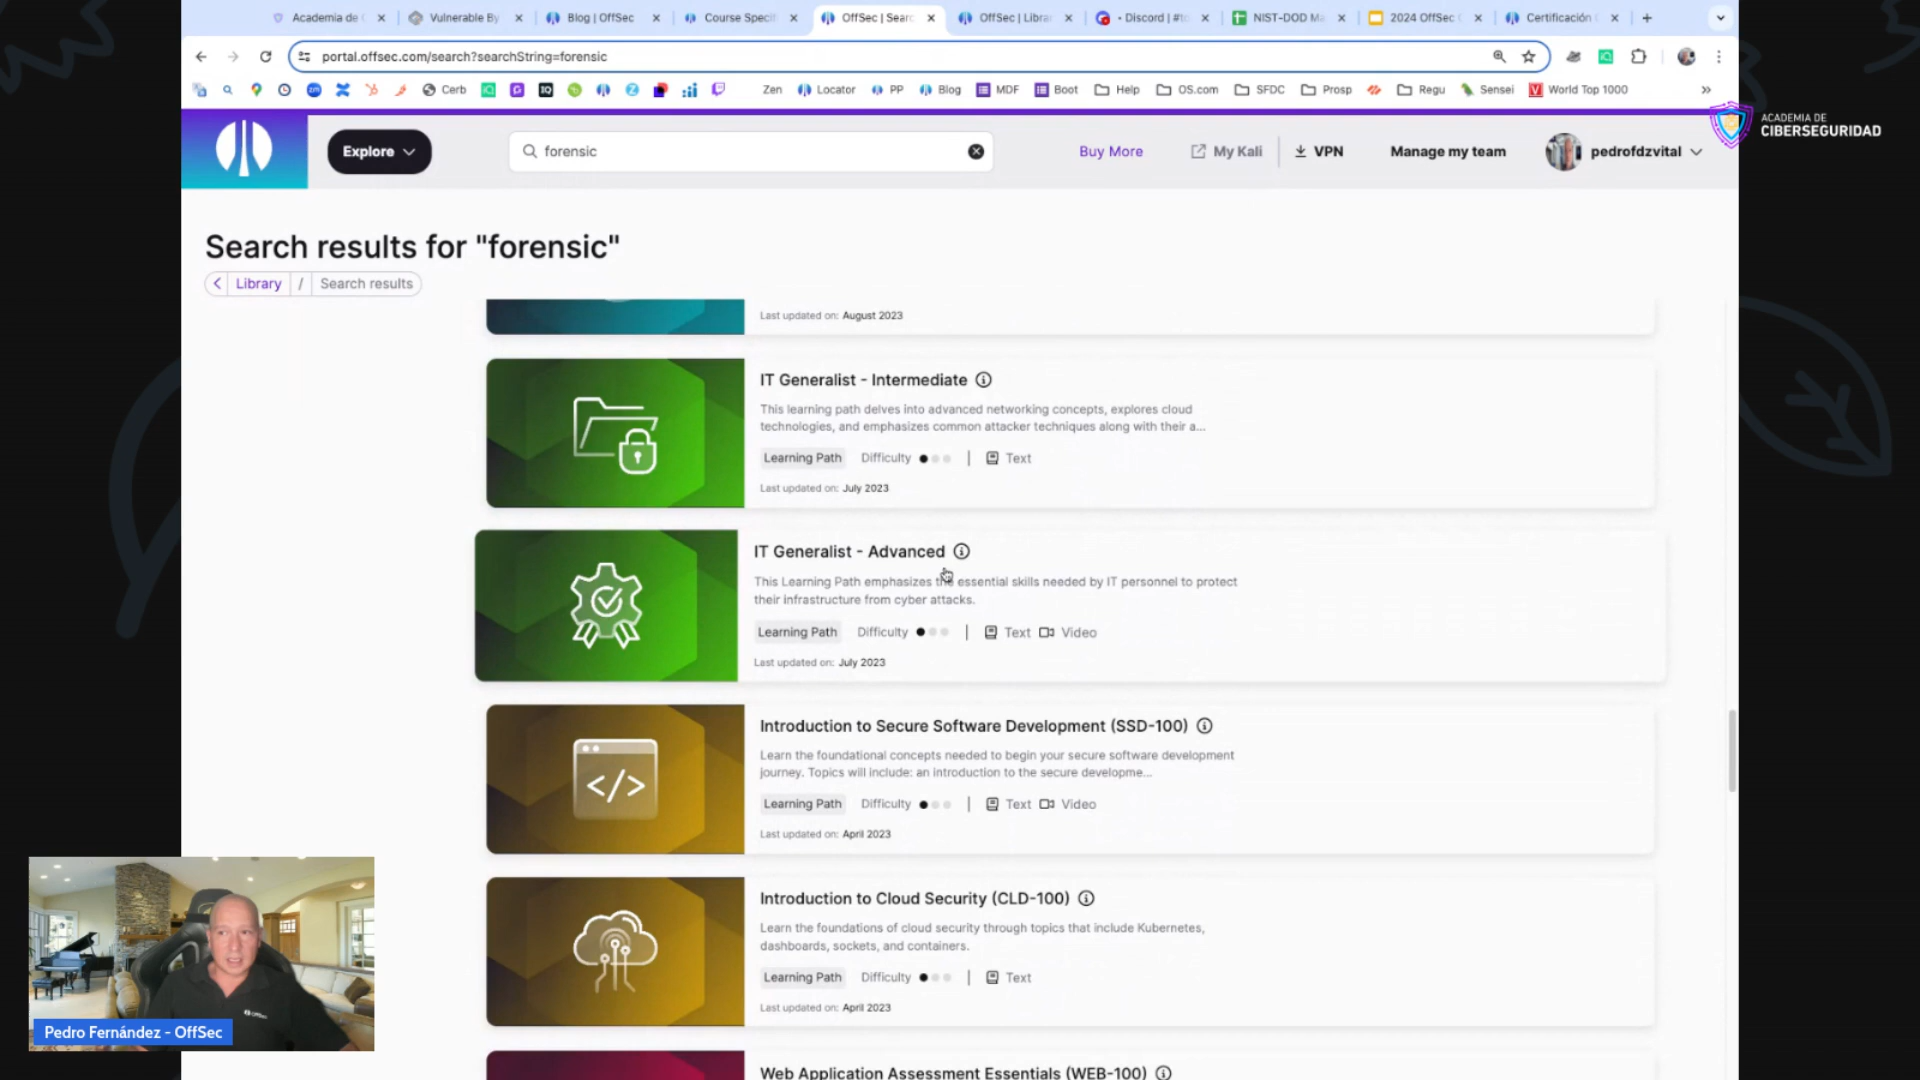 Academia de C
Vulnerable By
Blog | OffSec
Course Specif
OffSec | Searc
OffSec | Librar
• Discord | #to
NIST-DOD Ma
2024 OffSec C
Certificación
portal.offsec.com/search?searchString=forensic
Cerb
Zen
Locator
PP
Blog
MDF
Boot
Help
OS.com
SFDC
Prosp
Regu
Sensei
World Top 1000
Explore
forensic
Buy More
My Kali
VPN
Manage my team
pedrofdzvital
ACADEMIA DE
CIBERSEGURIDAD
Search results for "forensic"
Library / Search results
Last updated on: August 2023
IT Generalist - Intermediate
This learning path delves into advanced networking concepts, explores cloud
technologies, and emphasizes common attacker techniques along with their a...
Learning Path Difficulty | Text
Last updated on: July 2023
IT Generalist - Advanced
This Learning Path emphasizes the essential skills needed by IT personnel to protect
their infrastructure from cyber attacks.
Learning Path Difficulty | Text Video
Last updated on: July 2023
Introduction to Secure Software Development (SSD-100)
Learn the foundational concepts needed to begin your secure software development
journey. Topics will include: an introduction to the secure developme...
Learning Path Difficulty | Text Video
Last updated on: April 2023
Introduction to Cloud Security (CLD-100)
Learn the foundations of cloud security through topics that include Kubernetes,
dashboards, sockets, and containers.
Learning Path Difficulty | Text
Last updated on: April 2023
Web Application Assessment Essentials (WEB-100)
OffSec
Pedro Fernández - OffSec